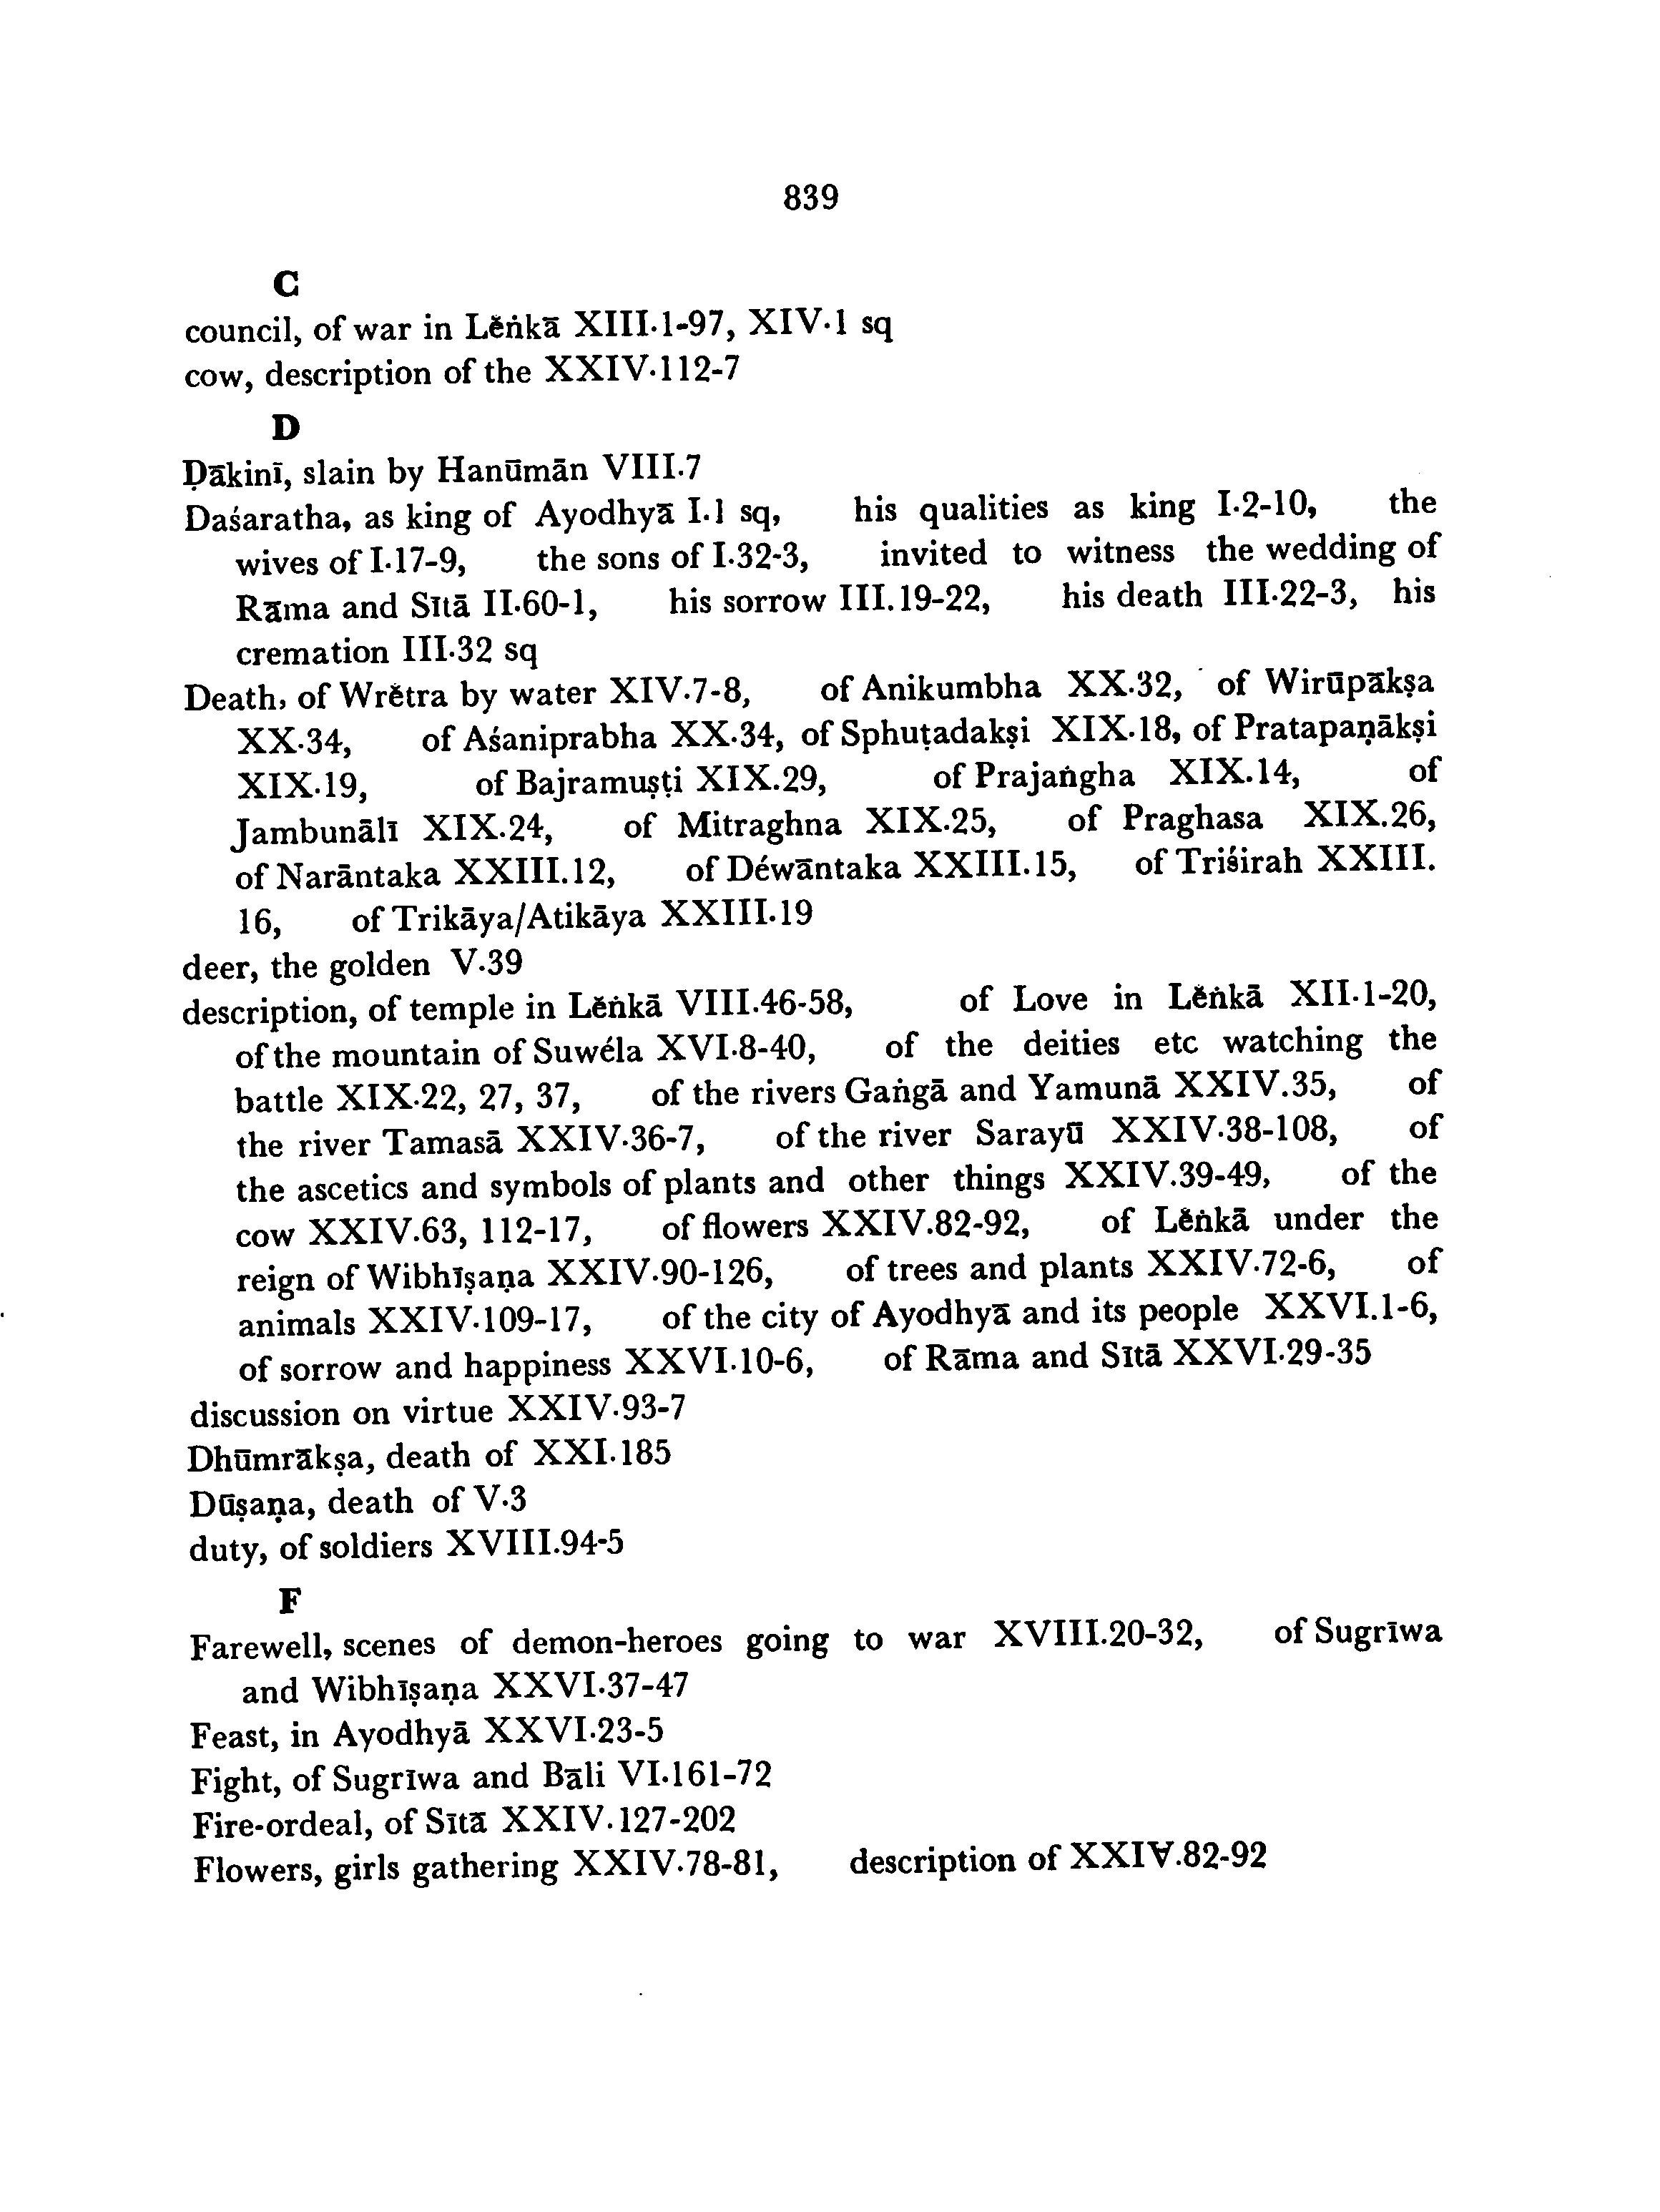 839
C
council, of war in Lĕṅkā XIII.1-97, XIV.1 sq
cow, description of the XXIV.112-7
D
Ḍākinī, slain by Hanūmān VIII.7
Daśaratha, as king of Ayodhyā I.1 sq, his qualities as king I.2-10, the
wives of I.17-9, the sons of I.32-3, invited to witness the wedding of
Rāma and Sītā II.60-1, his sorrow III.19-22, his death III.22-3, his
cremation III.32 sq
Death, of Wrĕtra by water XIV.7-8, of Anikumbha XX.32, of Wirūpākṣa
XX.34, of Aśaniprabha XX.34, of Sphuṭadakṣi XIX.18, of Pratapaṇākṣi
XIX.19, of Bajramuṣṭi XIX.29, of Prajaṅgha XIX.14, of
Jambunālī XIX.24, of Mitraghna XIX.25, of Praghasa XIX.26,
of Narāntaka XXIII.12, of Déwāntaka XXIII.15, of Triśirah XXIII.
16, of Trikāya/Atikāya XXIII.19
deer, the golden V.39
description, of temple in Lĕṅkā VIII.46-58, of Love in Lĕṅkā XII.1-20,
of the mountain of Suwéla XVI.8-40, of the deities etc watching the
battle XIX.22, 27, 37, of the rivers Gaṅgā and Yamunā XXIV.35, of
the river Tamasā XXIV.36-7, of the river Sarayū XXIV.38-108, of
the ascetics and symbols of plants and other things XXIV.39-49, of the
cow XXIV.63, 112-17, of flowers XXIV.82-92, of Lĕṅkā under the
reign of Wibhīṣaṇa XXIV.90-126, of trees and plants XXIV.72-6, of
animals XXIV.109-17, of the city of Ayodhyā and its people XXVI.1-6,
of sorrow and happiness XXVI.10-6, of Rāma and Sītā XXVI.29-35
discussion on virtue XXIV.93-7
Dhūmrākṣa, death of XXI.185
Dūṣaṇa, death of V.3
duty, of soldiers XVIII.94-5
F
Farewell, scenes of demon-heroes going to war XVIII.20-32, of Sugrīwa
and Wibhīṣaṇa XXVI.37-47
Feast, in Ayodhyā XXVI.23-5
Fight, of Sugrīwa and Bāli VI.161-72
Fire-ordeal, of Sītā XXIV.127-202
Flowers, girls gathering XXIV.78-81, description of XXIV.82-92